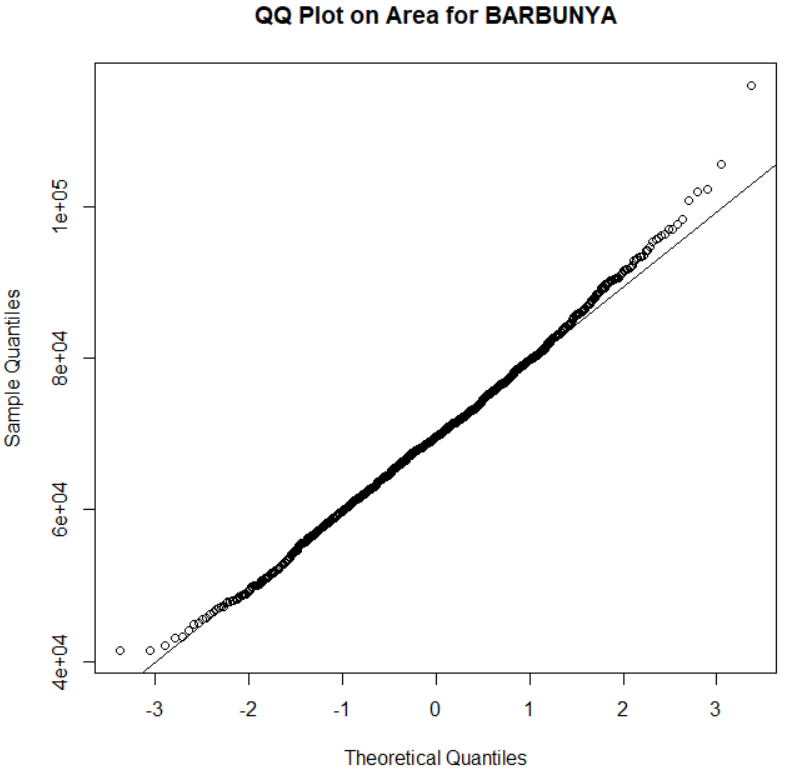 QQ Plot on Area for BARBUNYA
Sample Quantiles
1e+05
8e+04
6e+04
4e+04
-3 -2 -1 0 1 2 3
Theoretical Quantiles